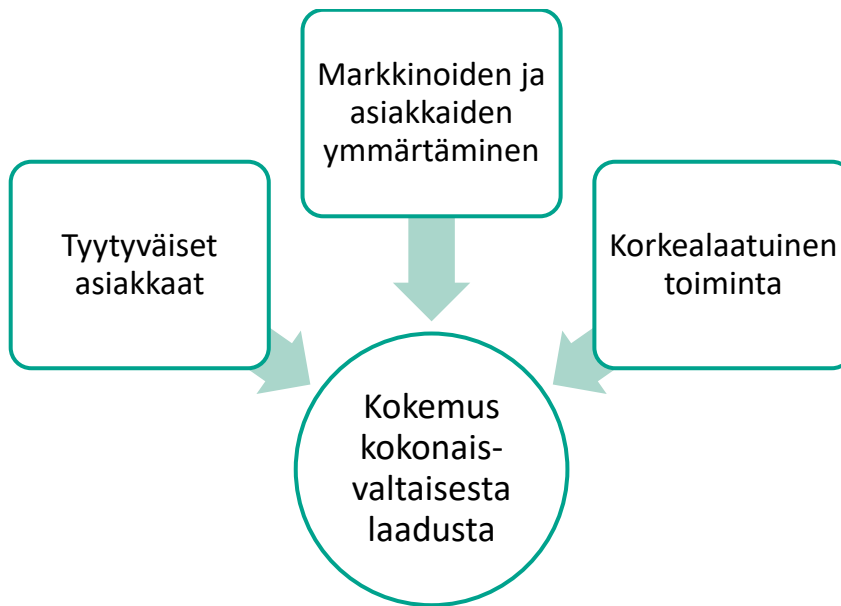 Markkinoiden ja
asiakkaiden
ymmärtäminen
Tyytyväiset
asiakkaat
Korkealaatuinen
toiminta
Kokemus
kokonais-
valtaisesta
laadusta